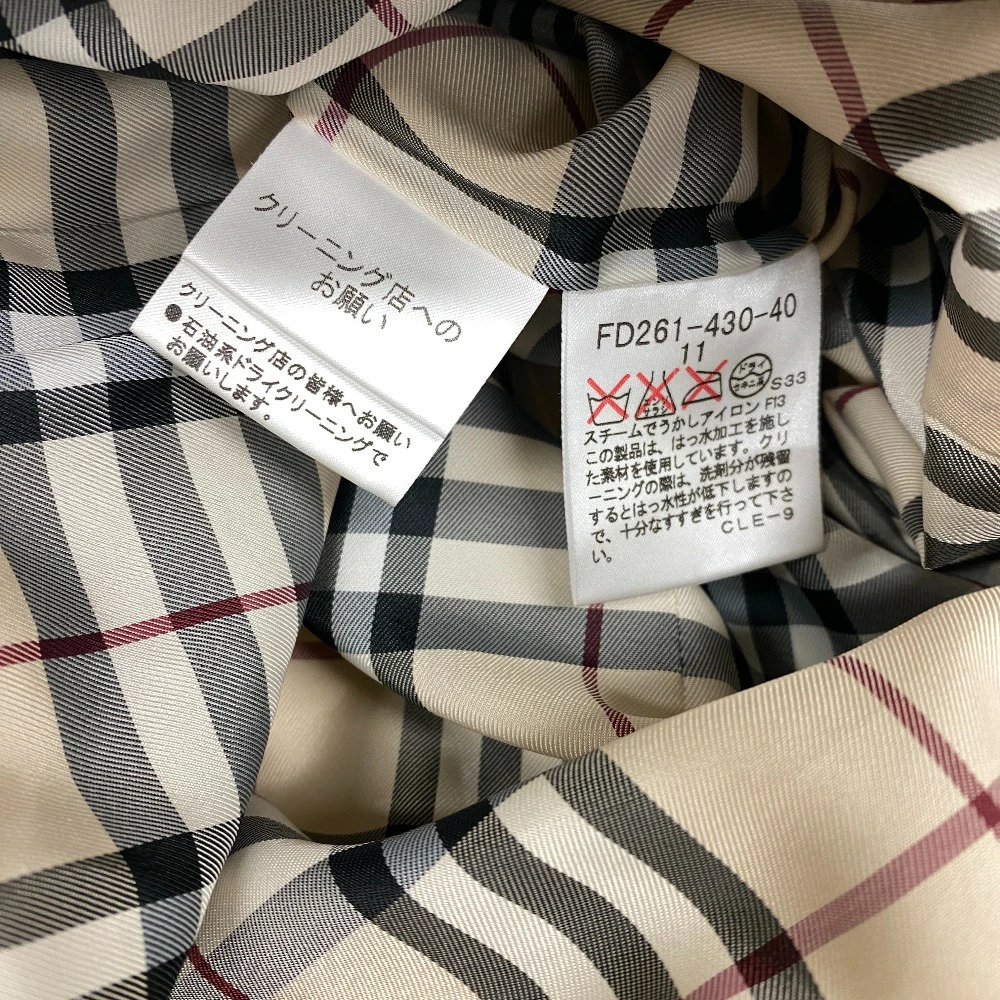 クリーニング店への
お願い
クリーニング店の皆様へお願い
●石油系ドライクリーニングで
お願いします。
FD261-430-40
11
ドライ
セキユ系
S33
スチームでうかしアイロン F13
この製品は、はっ水加工を施し
た素材を使用しています。クリ
ーニングの際は、洗剤分が残留
するとはっ水性が低下しますの
で、十分なすすぎを行って下さ
い。
CLE-9